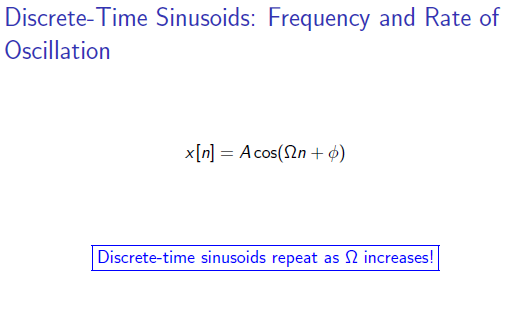 Discrete-Time Sinusoids: Frequency and Rate of
Oscillation
x[n] = A cos(Ωn + ϕ)
Discrete-time sinusoids repeat as Ω increases!